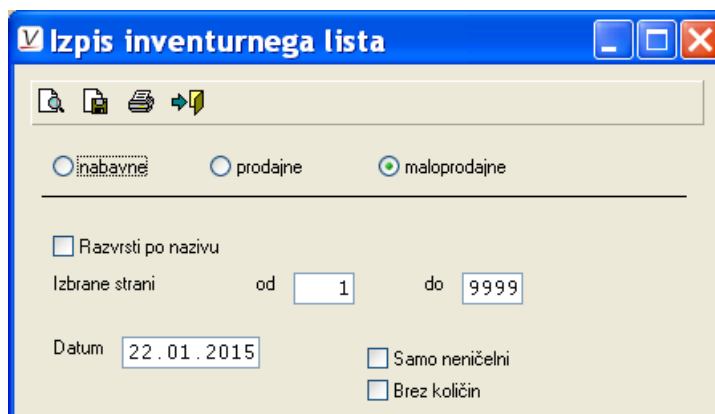 Izpis inventurnega lista
nabavne prodajne maloprodajne
Razvrsti po nazivu
Izbrane strani od 1 do 9999
Datum 22.01.2015
Samo neničelni
Brez količin